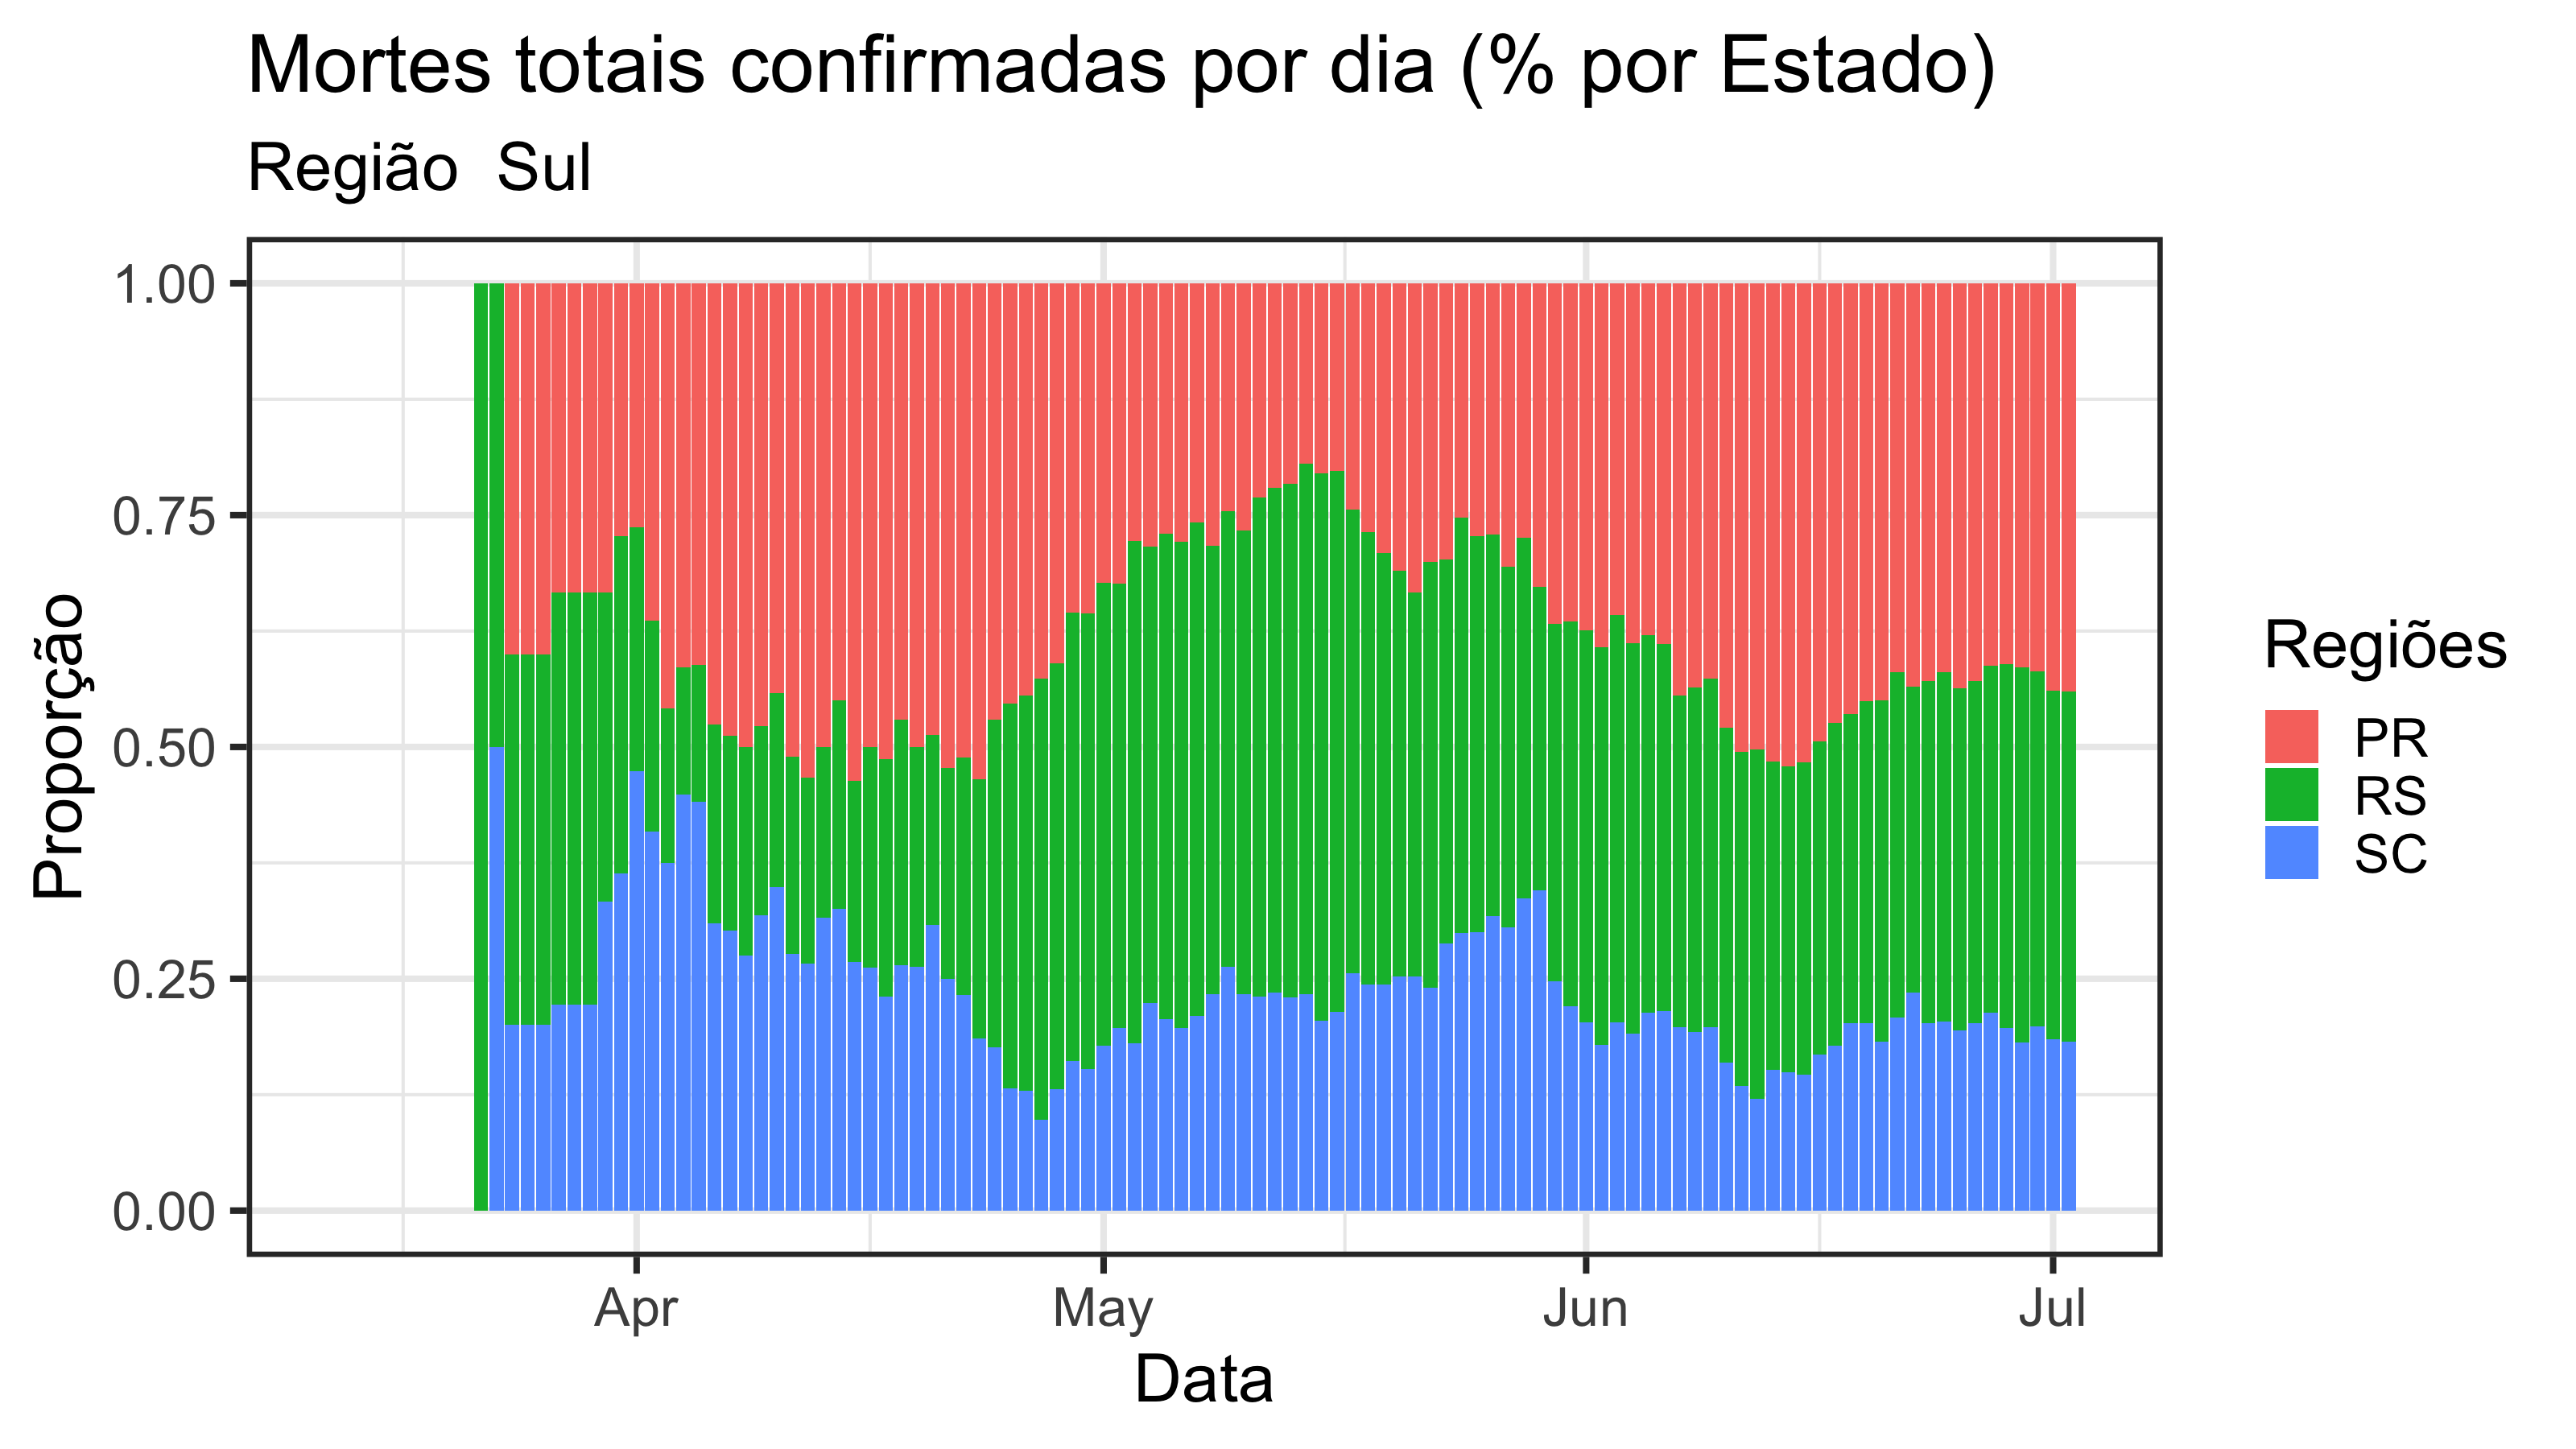 Mortes totais confirmadas por dia (% por Estado)
Região  Sul
1.00
0.75
0.50
0.25
0.00
Proporção
Apr
May
Jun
Jul
Data
Regiões
PR
RS
SC